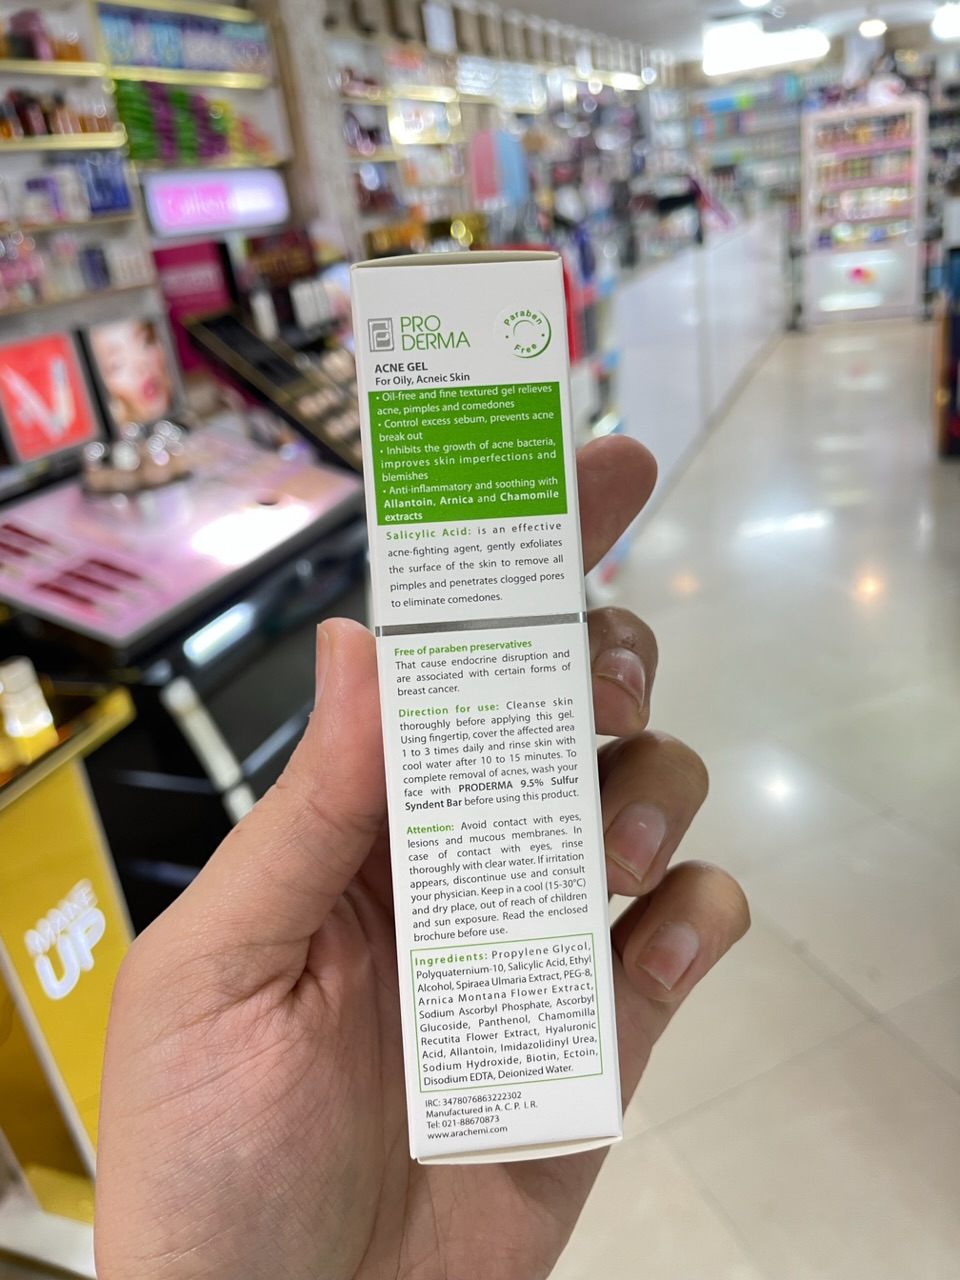 PRO
DERMA
Paraben
Free
ACNE GEL
For Oily, Acneic Skin
• Oil-free and fine textured gel relieves
acne, pimples and comedones
• Control excess sebum, prevents acne
break out
• Inhibits the growth of acne bacteria,
improves skin imperfections and
blemishes
• Anti-inflammatory and soothing with
Allantoin, Arnica and Chamomile
extracts
Salicylic Acid: is an effective
acne-fighting agent, gently exfoliates
the surface of the skin to remove all
pimples and penetrates clogged pores
to eliminate comedones.
Free of paraben preservatives
That cause endocrine disruption and
are associated with certain forms of
breast cancer.
Direction for use: Cleanse skin
thoroughly before applying this gel.
Using fingertip, cover the affected area
1 to 3 times daily and rinse skin with
cool water after 10 to 15 minutes. To
complete removal of acnes, wash your
face with PRODERMA 9.5% Sulfur
Syndent Bar before using this product.
Attention: Avoid contact with eyes,
lesions and mucous membranes. In
case of contact with eyes, rinse
thoroughly with clear water. If irritation
appears, discontinue use and consult
your physician. Keep in a cool (15-30°C)
and dry place, out of reach of children
and sun exposure. Read the enclosed
brochure before use.
Ingredients: Propylene Glycol,
Polyquaternium-10, Salicylic Acid, Ethyl
Alcohol, Spiraea Ulmaria Extract, PEG-8,
Arnica Montana Flower Extract,
Sodium Ascorbyl Phosphate, Ascorbyl
Glucoside, Panthenol, Chamomilla
Recutita Flower Extract, Hyaluronic
Acid, Allantoin, Imidazolidinyl Urea,
Sodium Hydroxide, Biotin, Ectoin,
Disodium EDTA, Deionized Water.
IRC: 3478076863222302
Manufactured in A. C. P. I. R.
Tel: 021-88670873
www.arachemi.com
MAKE
UP